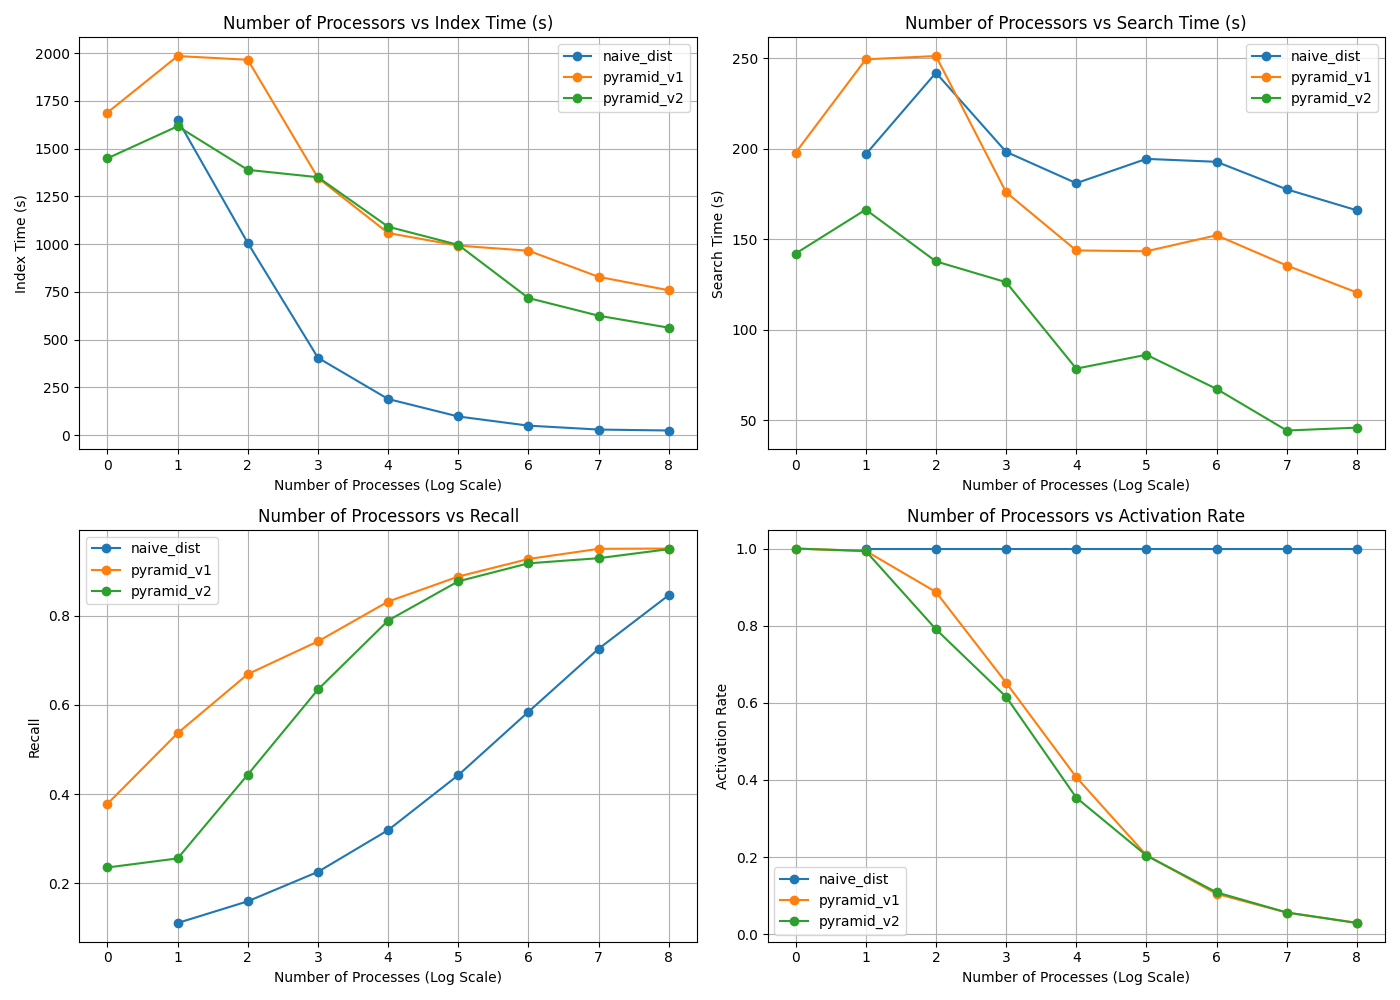 Number of Processors vs Index Time (s)
naive_dist
pyramid_v1
pyramid_v2
2000
1750
1500
1250
1000
750
500
250
0
Index Time (s)
0 1 2 3 4 5 6 7 8
Number of Processes (Log Scale)
Number of Processors vs Search Time (s)
naive_dist
pyramid_v1
pyramid_v2
250
200
150
100
50
Search Time (s)
0 1 2 3 4 5 6 7 8
Number of Processes (Log Scale)
Number of Processors vs Recall
naive_dist
pyramid_v1
pyramid_v2
0.8
0.6
0.4
0.2
Recall
0 1 2 3 4 5 6 7 8
Number of Processes (Log Scale)
Number of Processors vs Activation Rate
1.0
0.8
0.6
0.4
0.2
0.0
Activation Rate
naive_dist
pyramid_v1
pyramid_v2
0 1 2 3 4 5 6 7 8
Number of Processes (Log Scale)